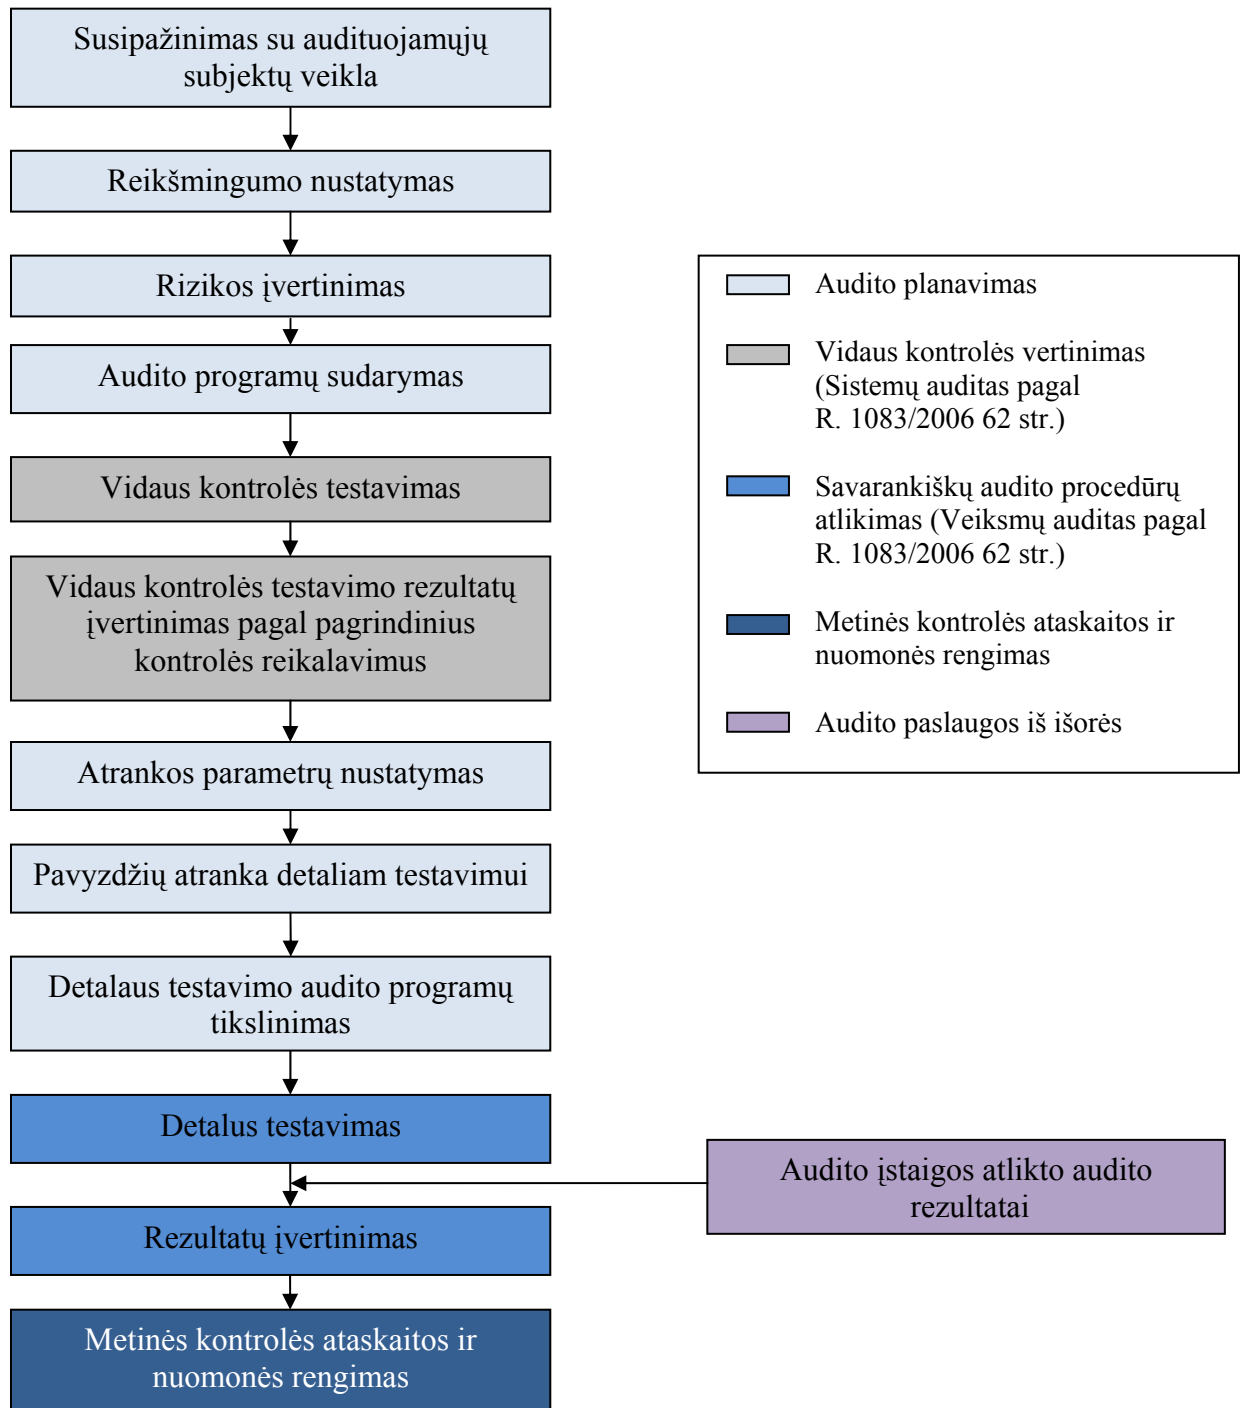 Susipažinimas su audituojamųjų
subjektų veikla
Reikšmingumo nustatymas
Rizikos įvertinimas
Audito programų sudarymas
Vidaus kontrolės testavimas
Vidaus kontrolės testavimo rezultatų
įvertinimas pagal pagrindinius
kontrolės reikalavimus
Atrankos parametrų nustatymas
Pavyzdžių atranka detaliam testavimui
Detalaus testavimo audito programų
tikslinimas
Detalus testavimas
Rezultatų įvertinimas
Metinės kontrolės ataskaitos ir
nuomonės rengimas
Audito planavimas
Vidaus kontrolės vertinimas
(Sistemų auditas pagal
R. 1083/2006 62 str.)
Savarankiškų audito procedūrų
atlikimas (Veiksmų auditas pagal
R. 1083/2006 62 str.)
Metinės kontrolės ataskaitos ir
nuomonės rengimas
Audito paslaugos iš išorės
Audito įstaigos atlikto audito
rezultatai